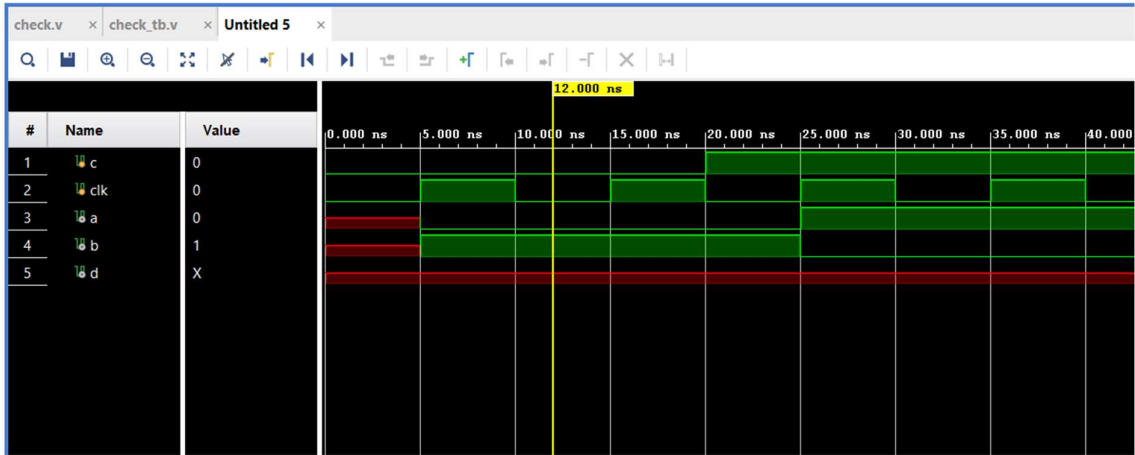 check.v × check_tb.v × Untitled 5 ×
12.000 ns
# Name Value 0.000 ns 5.000 ns 10.000 ns 15.000 ns 20.000 ns 25.000 ns 30.000 ns 35.000 ns 40.000
1 c 0
2 clk 0
3 a 0
4 b 1
5 d X